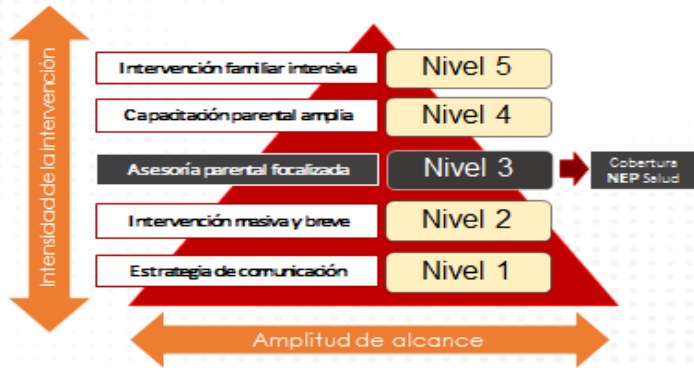 Intensidad de la intervención
Intervención familiar intensiva
Nivel 5
Capacitación parental amplia
Nivel 4
Asesoría parental focalizada
Nivel 3
Cobertura
NEP Salud
Intervención masiva y breve
Nivel 2
Estrategia de comunicación
Nivel 1
Amplitud de alcance